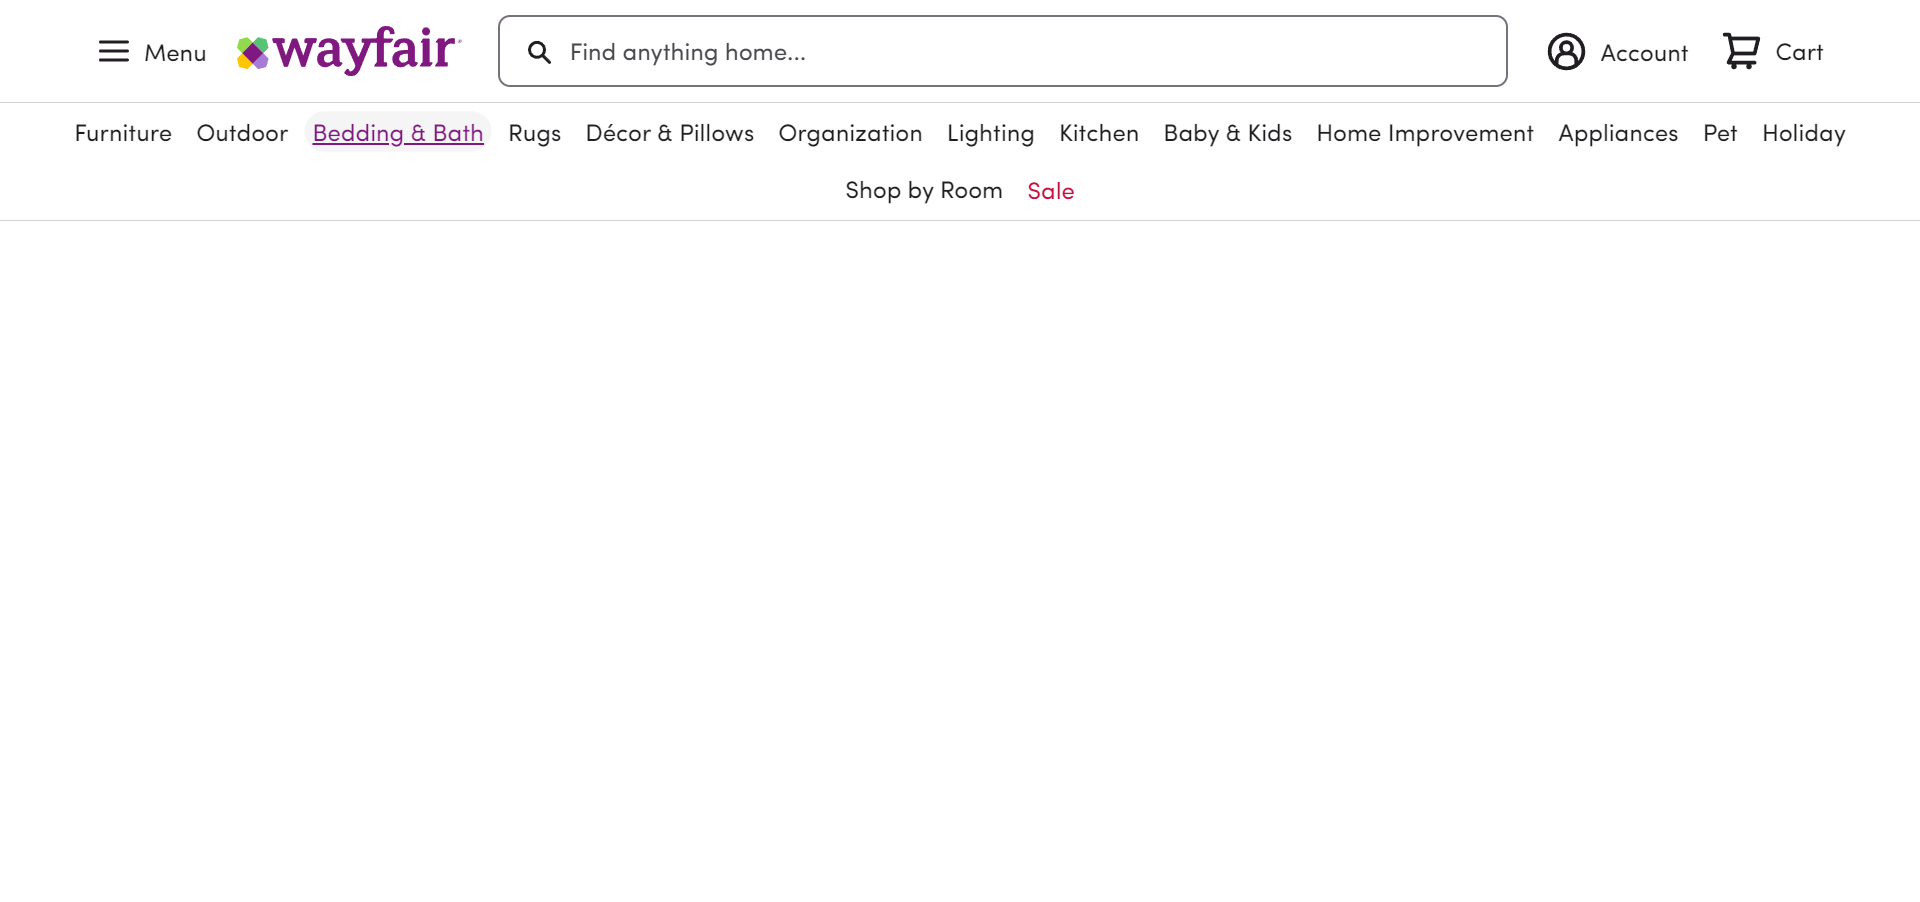 Menu wayfair Find anything home... Account Cart
Furniture Outdoor Bedding & Bath Rugs Décor & Pillows Organization Lighting Kitchen Baby & Kids Home Improvement Appliances Pet Holiday
Shop by Room Sale